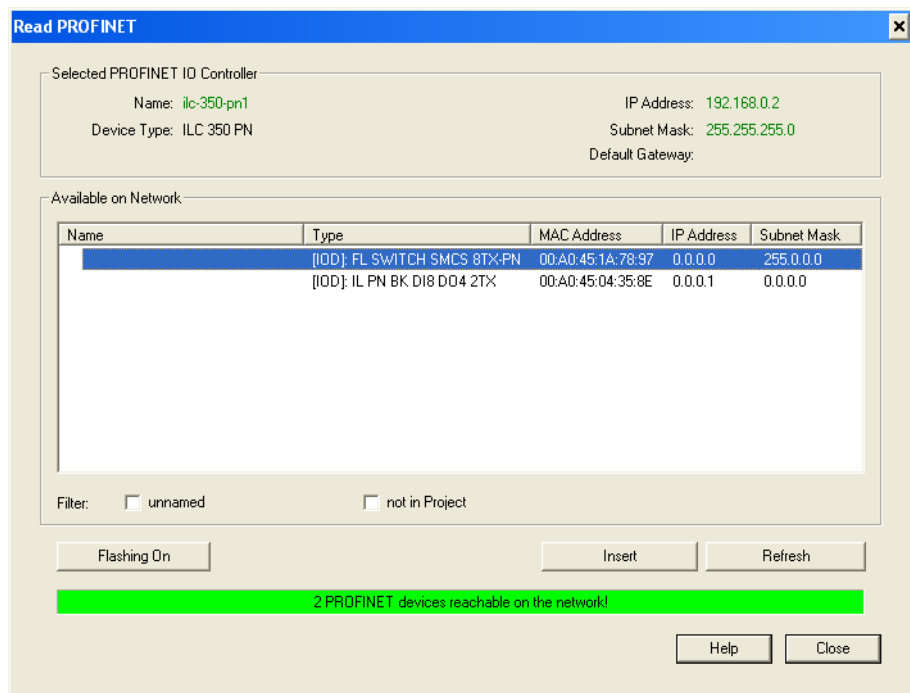 Read PROFINET
Selected PROFINET IO Controller
Name: ilc-350-pn1 IP Address: 192.168.0.2
Device Type: ILC 350 PN Subnet Mask: 255.255.255.0
Default Gateway:
Available on Network
Name Type MAC Address IP Address Subnet Mask
[IOD]: FL SWITCH SMCS 8TX-PN 00:A0:45:1A:78:97 0.0.0.0 255.0.0.0
[IOD]: IL PN BK DI8 DO4 2TX 00:A0:45:04:35:8E 0.0.0.1 0.0.0.0
Filter: unnamed not in Project
Flashing On Insert Refresh
2 PROFINET devices reachable on the network!
Help Close